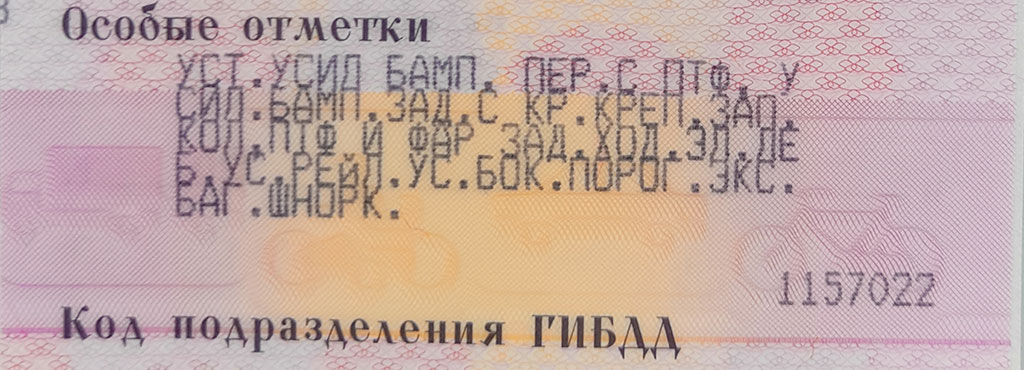 Особые отметки
УСТ.УСИЛ БАМП. ПЕР.С ПТФ. У
СИЛ.БАМП.ЗАД.С КР.КРЕП.ЗАП.
КОЛ.ПТФ И ФАР ЗАД.ХОД.ЭЛ.ЛЕ
Б.УС.РЕЙЛ.УС.БОК.ПОРОГ.ЭКС.
БАГ.ШНОРК.
1157022
Код подразделения ГИБДД